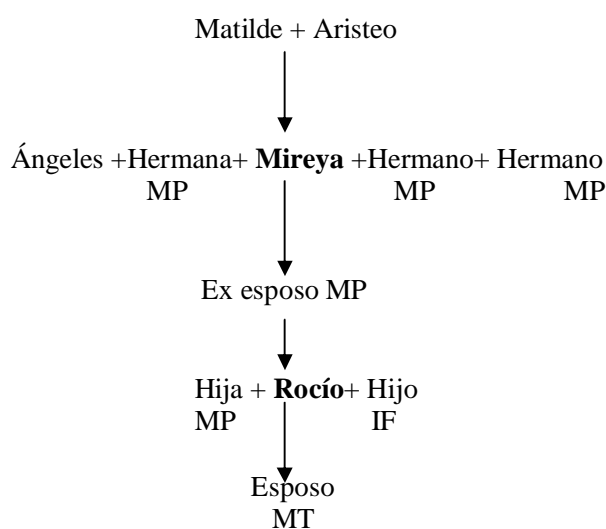 Matilde + Aristeo
Ángeles +Hermana+ Mireya +Hermano+ Hermano
MP MP MP
Ex esposo MP
Hija + Rocío+ Hijo
MP IF
Esposo
MT